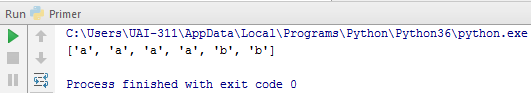 Run Primer
C:\Users\UAI-311\AppData\Local\Programs\Python\Python36\python.exe
['a', 'a', 'a', 'a', 'b', 'b']
Process finished with exit code 0